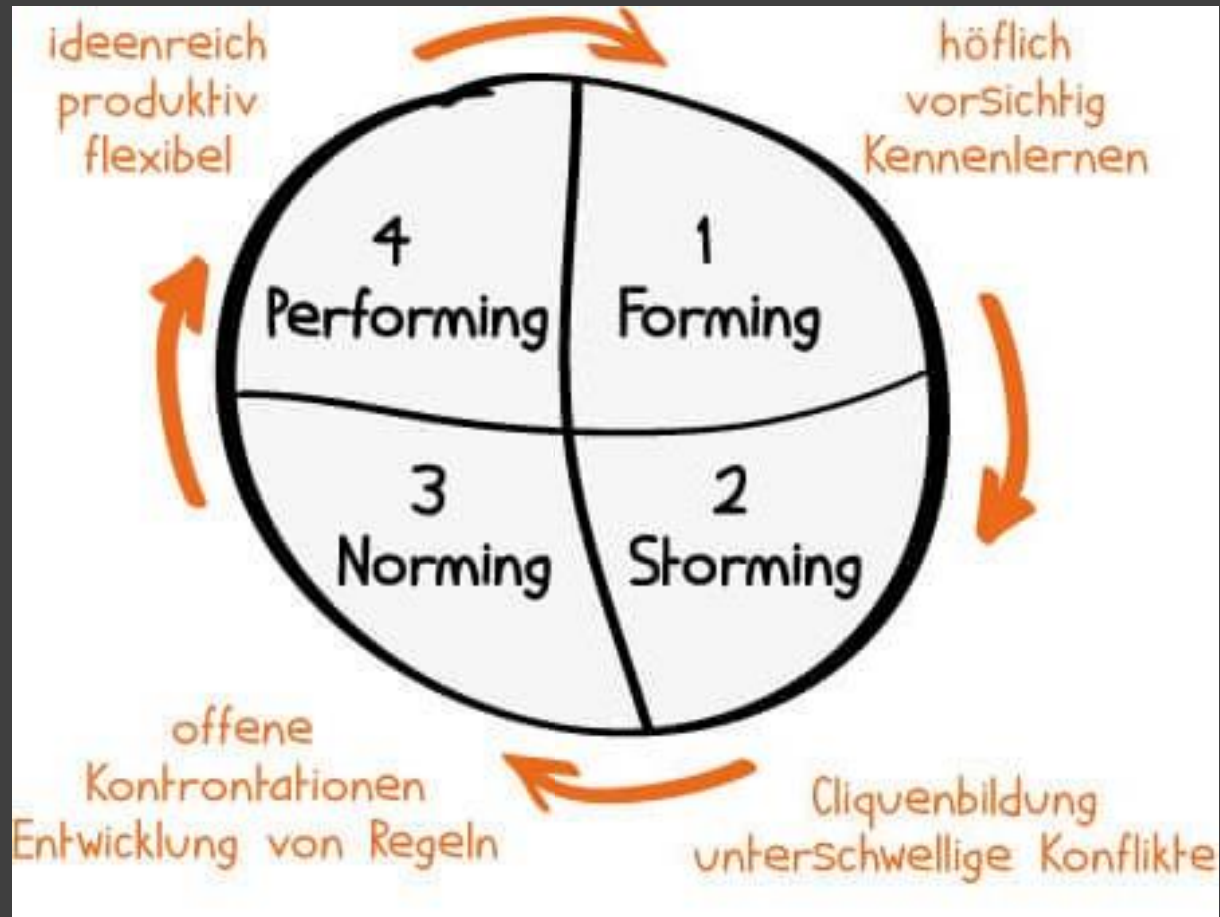 ideenreich
produktiv
flexibel
höflich
vorsichtig
Kennenlernen
4
Performing
1
Forming
3
Norming
2
Storming
offene
Kontrontationen
Entwicklung von Regeln
Cliquenbildung
unterschwellige Konflikte